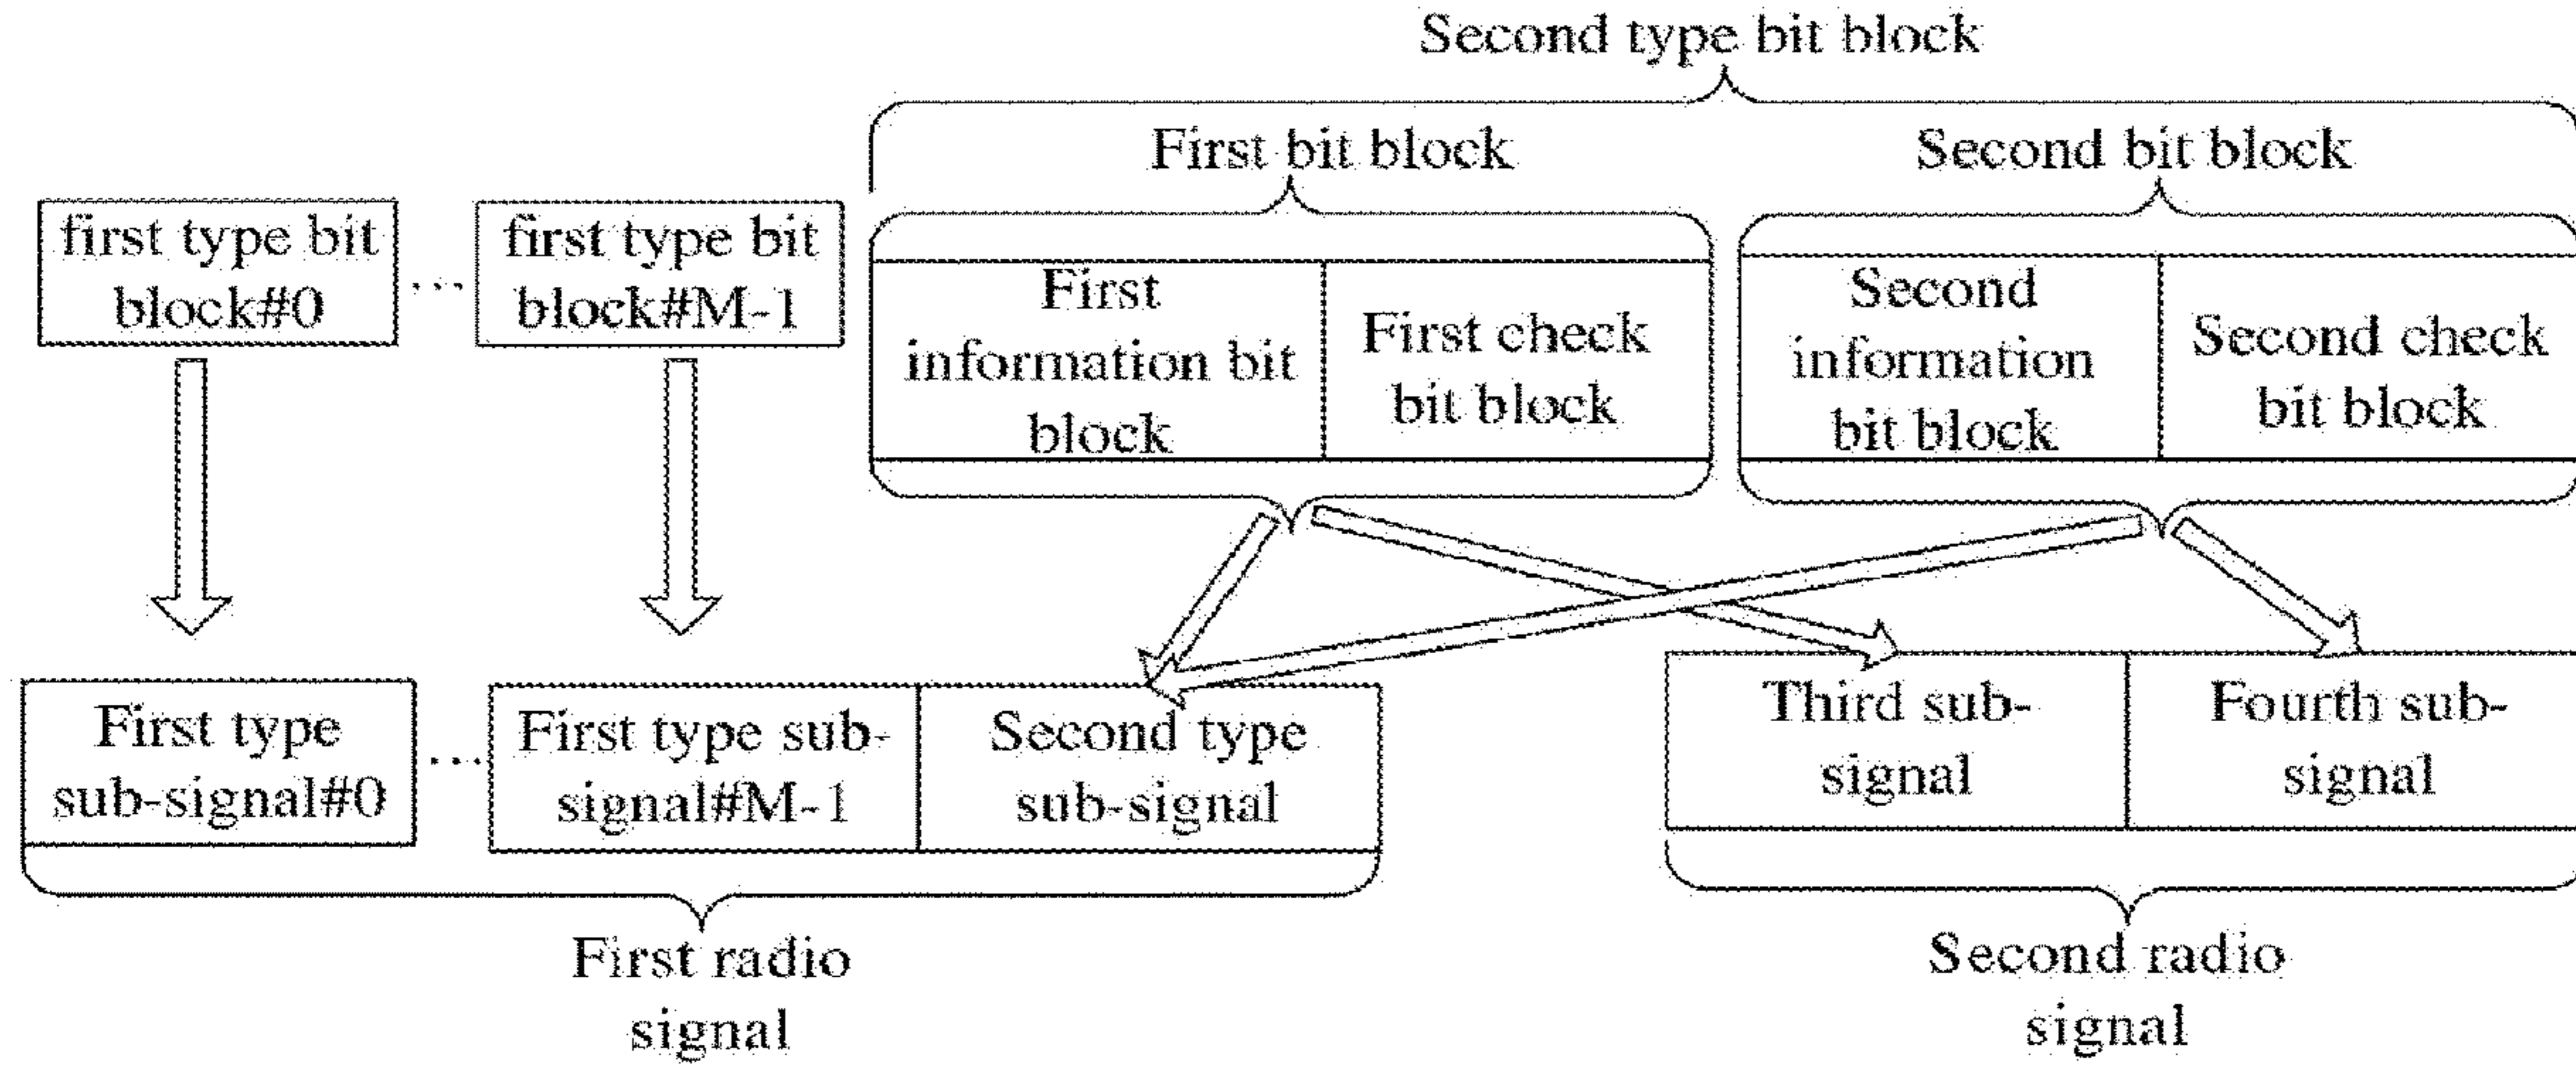 Second type bit block
First bit block
Second bit block
first type bit
block#0
...
first type bit
block#M-1
First
information bit
block
First check
bit block
Second
information
bit block
Second check
bit block
First type
sub-signal#0
...
First type sub-
signal#M-1
Second type
sub-signal
Third sub-
signal
Fourth sub-
signal
First radio
signal
Second radio
signal